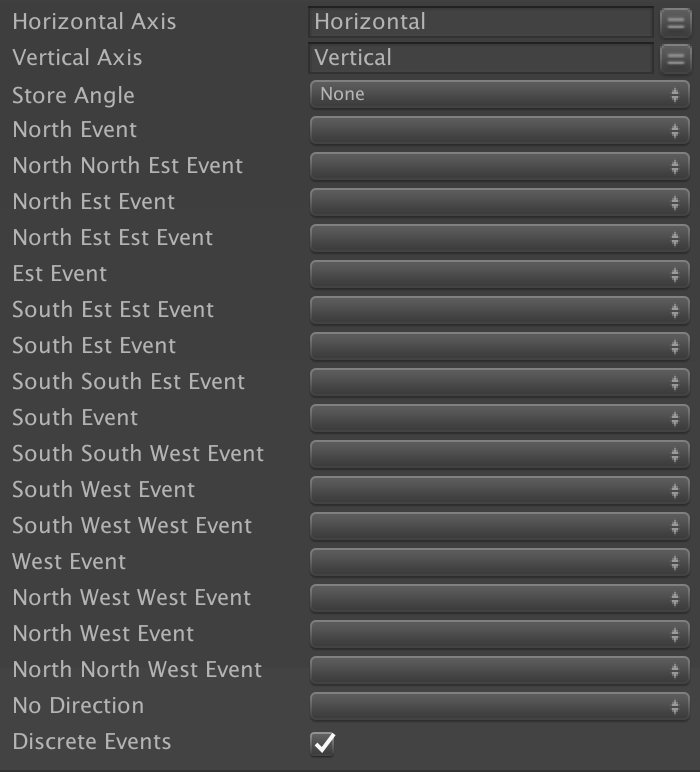 Horizontal Axis Horizontal
Vertical Axis Vertical
Store Angle None
North Event
North North Est Event
North Est Event
North Est Est Event
Est Event
South Est Est Event
South Est Event
South South Est Event
South Event
South South West Event
South West Event
South West West Event
West Event
North West West Event
North West Event
North North West Event
No Direction
Discrete Events